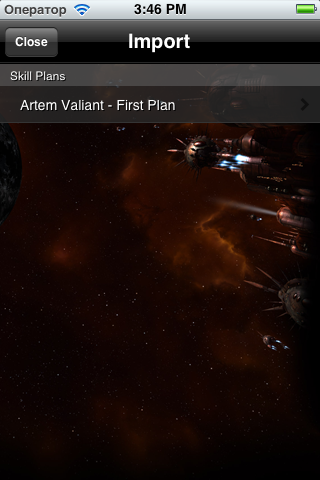 Оператор 3:46 PM
Close Import
Skill Plans
Artem Valiant - First Plan